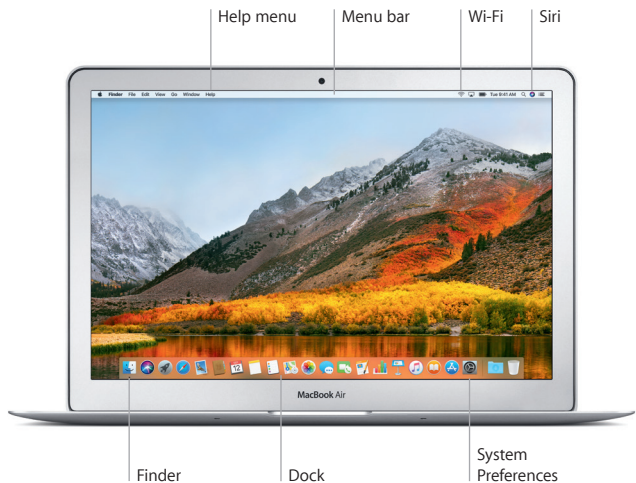 Help menu
Menu bar
Wi-Fi
Siri
Finder File Edit View Go Window Help
Tue 9:41 AM
12
MacBook Air
Finder
Dock
System
Preferences